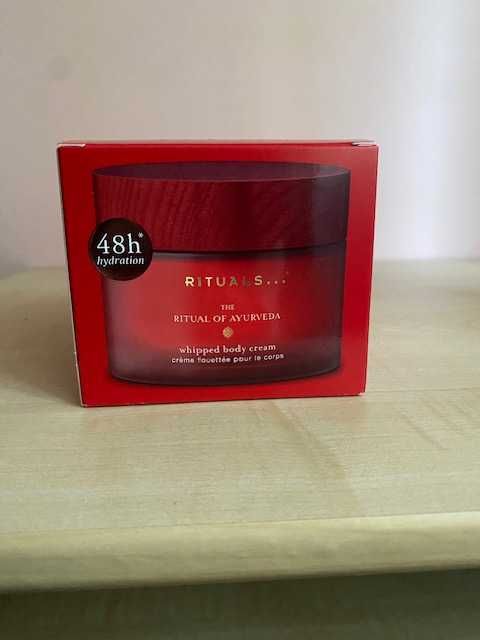 48h*
hydration
RITUALS...
THE
RITUAL OF AYURVEDA
whipped body cream
crème fouettée pour le corps